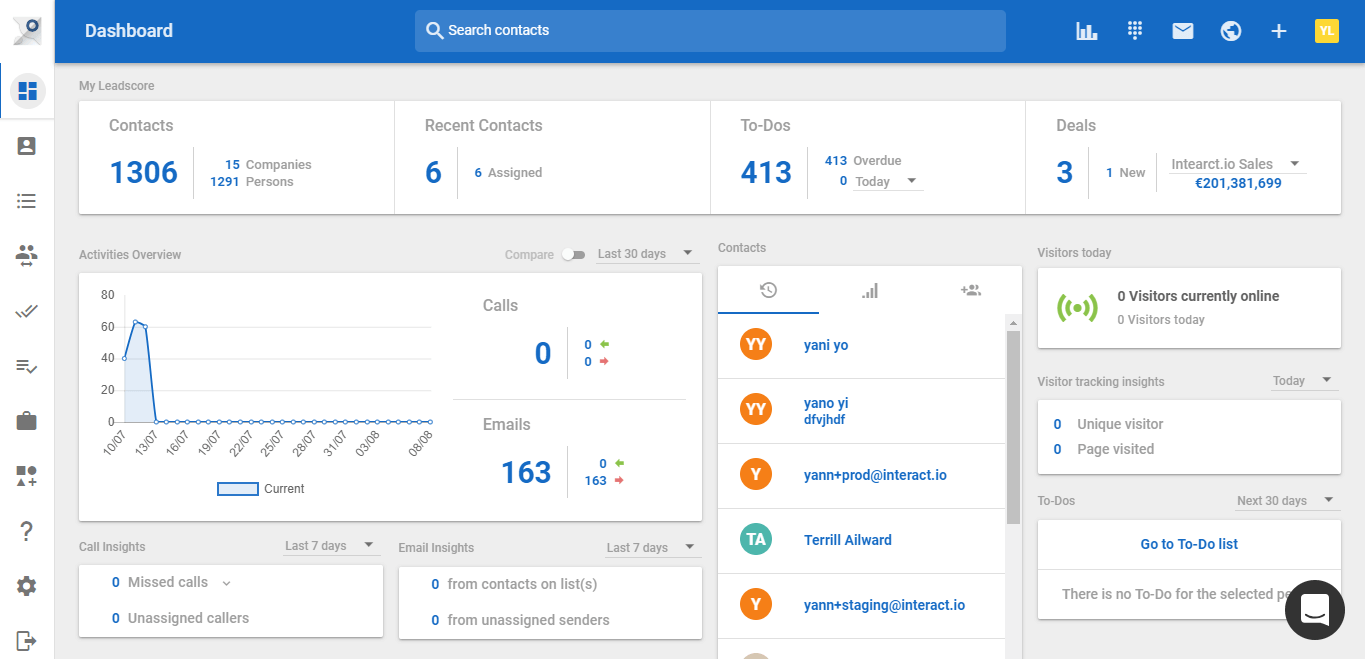 Dashboard
Search contacts
YL
My Leadscore
Contacts
1306
15 Companies
1291 Persons
Recent Contacts
6
6 Assigned
To-Dos
413
413 Overdue
0 Today
Deals
3
1 New
Intearct.io Sales
€201,381,699
Activities Overview
Compare
Last 30 days
80
60
40
20
0
10/07
13/07
16/07
19/07
22/07
25/07
28/07
31/07
03/08
08/08
Current
Calls
0
0
0
Emails
163
0
163
Call Insights
Last 7 days
0 Missed calls
0 Unassigned callers
Email Insights
Last 7 days
0 from contacts on list(s)
0 from unassigned senders
Contacts
YY
yani yo
YY
yano yi
dfvjhdf
Y
yann+prod@interact.io
TA
Terrill Ailward
Y
yann+staging@interact.io
Visitors today
0 Visitors currently online
0 Visitors today
Visitor tracking insights
Today
0 Unique visitor
0 Page visited
To-Dos
Next 30 days
Go to To-Do list
There is no To-Do for the selected pe